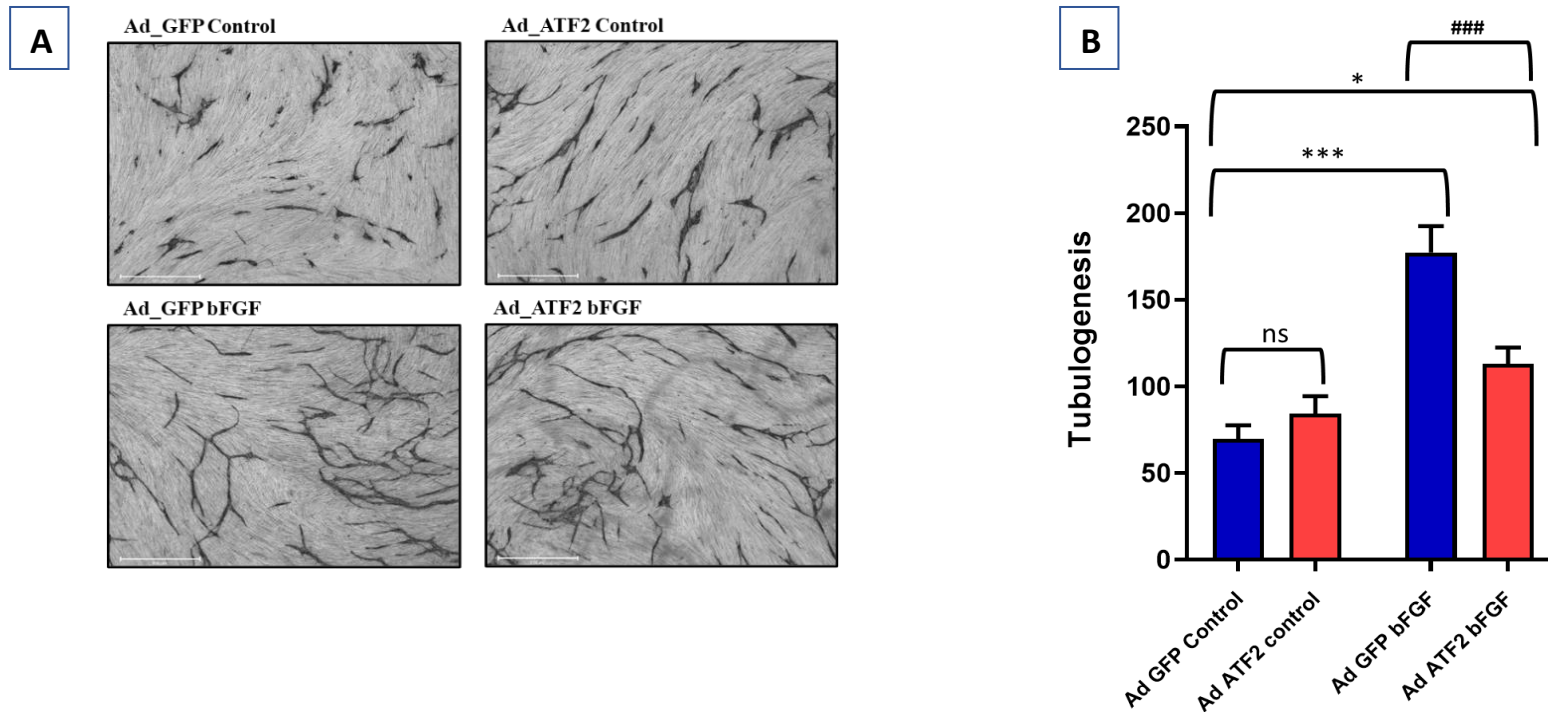 A
Ad_GFP Control
Ad_ATF2 Control
Ad_GFP bFGF
Ad_ATF2 bFGF
B
###
*
***
ns
250
200
150
100
50
0
Tubulogenesis
Ad GFP Control
Ad ATF2 control
Ad GFP bFGF
Ad ATF2 bFGF